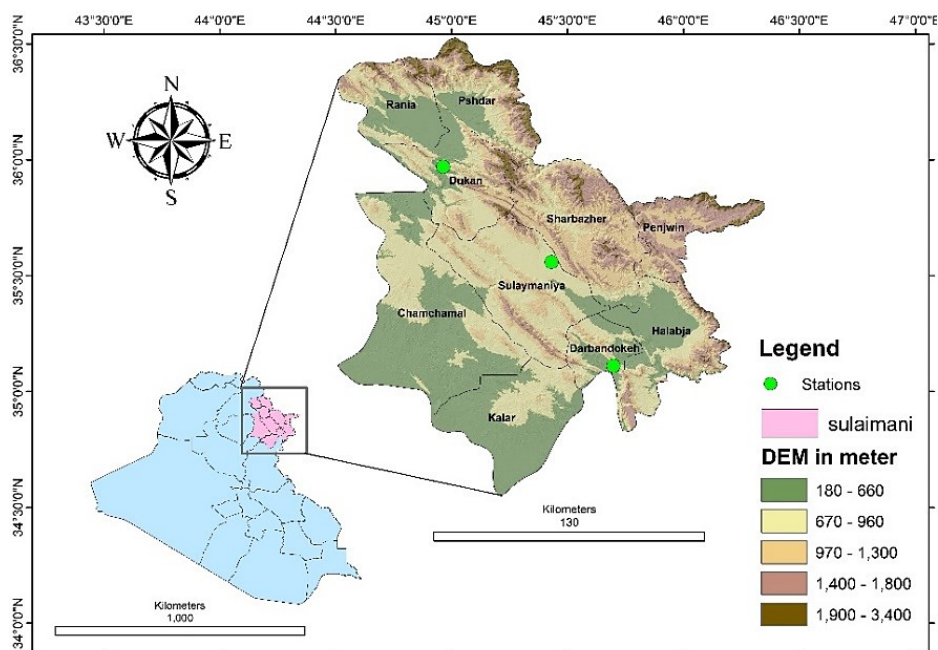 43°30'0"E 44°0'0"E 44°30'0"E 45°0'0"E 45°30'0"E 46°0'0"E 46°30'0"E 47°0'0"E
36°30'0"N
36°0'0"N
35°30'0"N
35°0'0"N
34°30'0"N
34°0'0"N
N
W E
S
Rania
Pshdar
Dukan
Sharbazher
Penjwin
Sulaymaniya
Chamchamal
Halabja
Darbandokeh
Kalar
Legend
Stations
sulaimani
DEM in meter
180 - 660
670 - 960
970 - 1,300
1,400 - 1,800
1,900 - 3,400
Kilometers
130
Kilometers
1,000